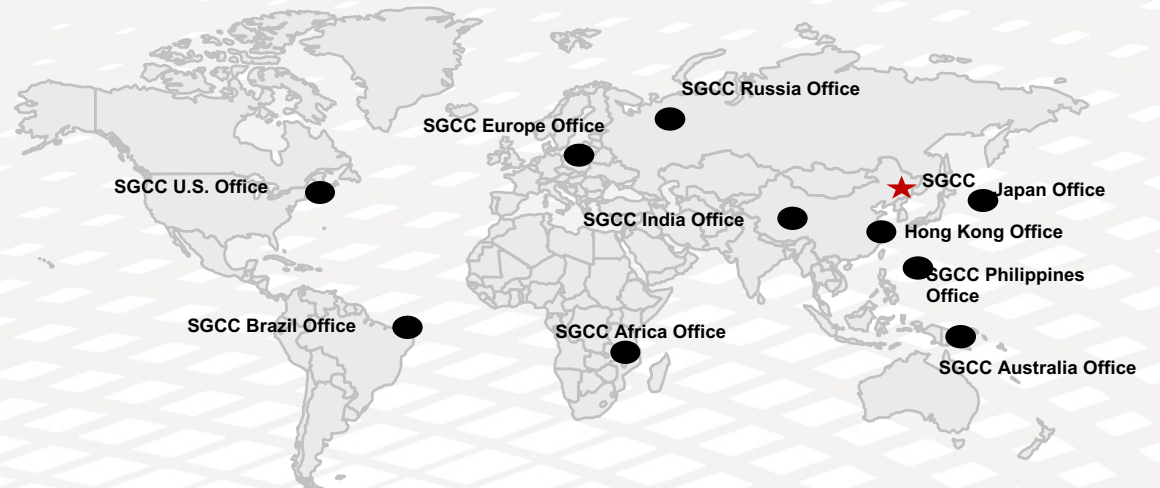 SGCC Russia Office
SGCC Europe Office
SGCC U.S. Office
SGCC
Japan Office
SGCC India Office
Hong Kong Office
SGCC Philippines
Office
SGCC Brazil Office
SGCC Africa Office
SGCC Australia Office